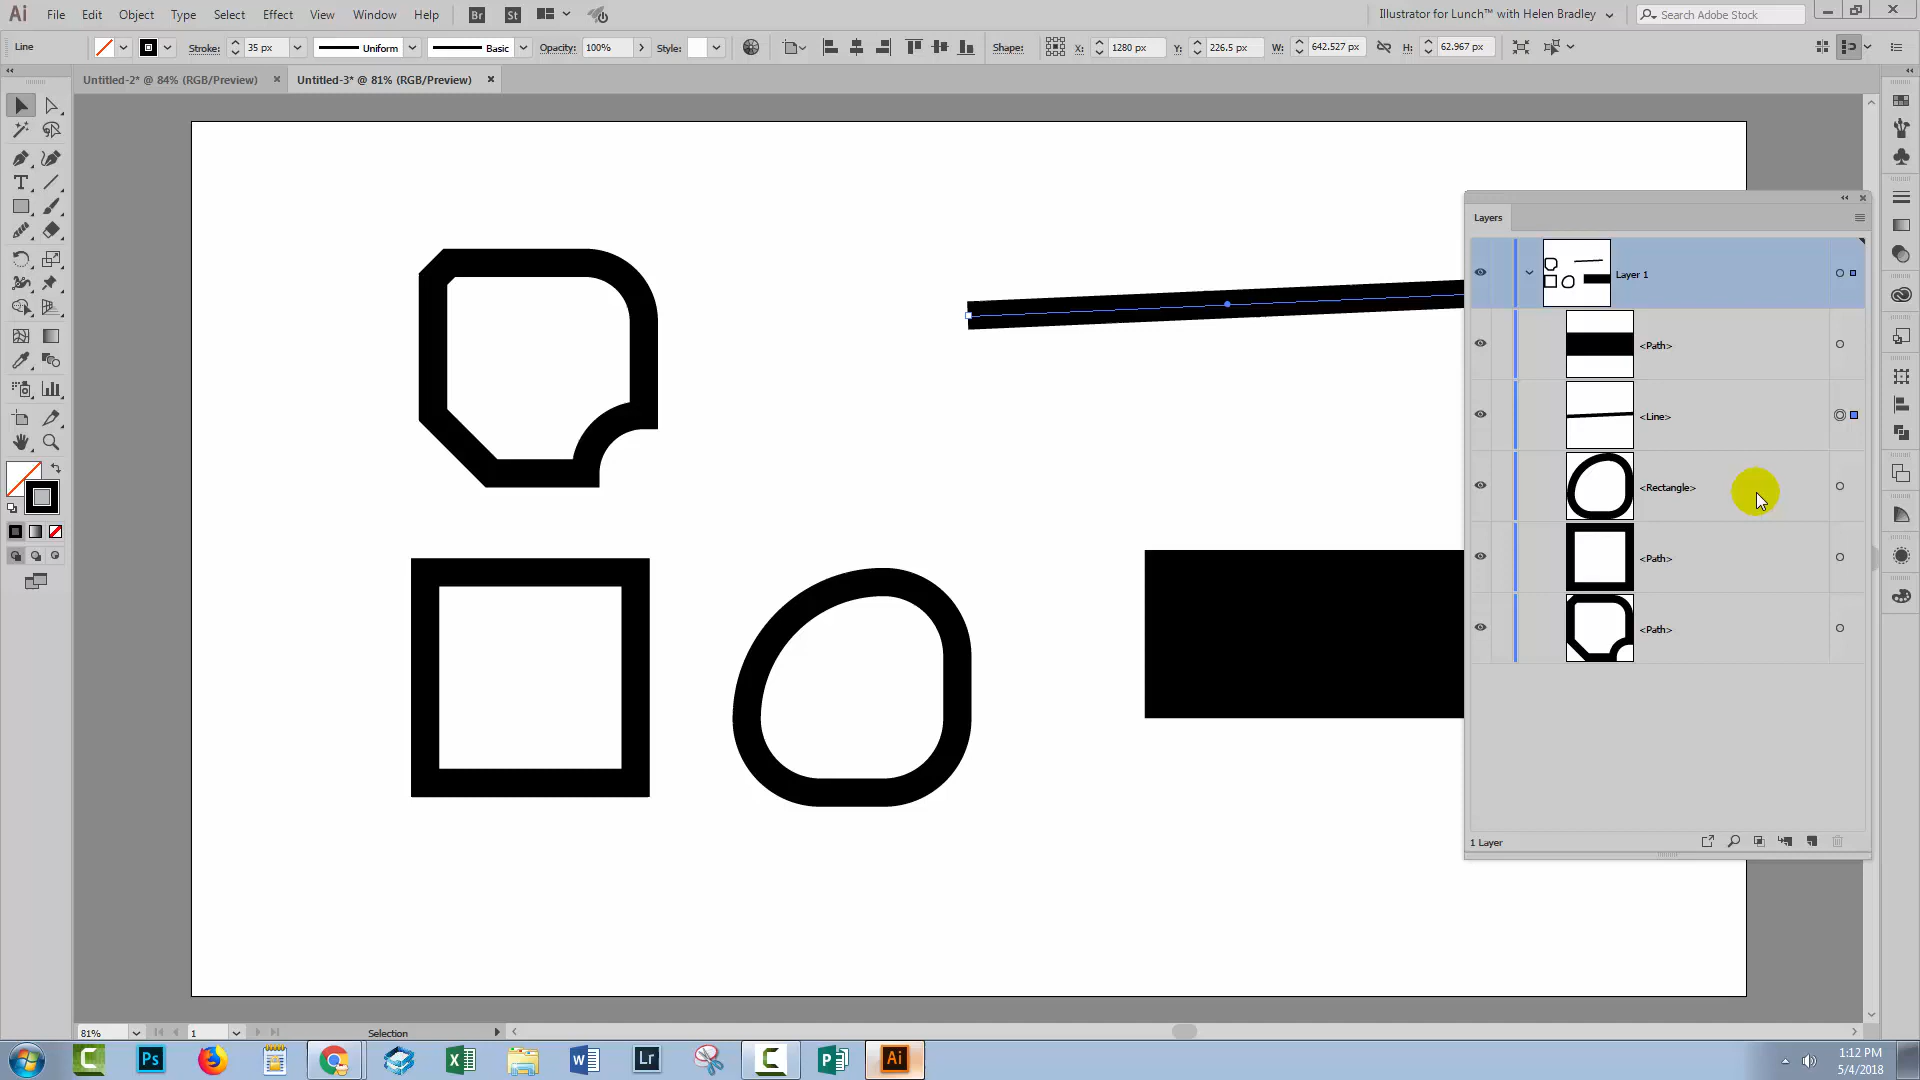 Ai File Edit Object Type Select Effect View Window Help Br St Illustrator for Lunch™ with Helen Bradley Search Adobe Stock
Line Stroke: 35 px Uniform Basic Opacity: 100% Style: Shape: X: 1280 px Y: 226.5 px W: 642.527 px H: 62.967 px
Untitled-2* @ 84% (RGB/Preview) Untitled-3* @ 81% (RGB/Preview)
Layers
Layer 1
<Path>
<Line>
<Rectangle>
<Path>
<Path>
1 Layer
81% 1 Selection
Ps Lr Ai
1:12 PM
5/4/2018